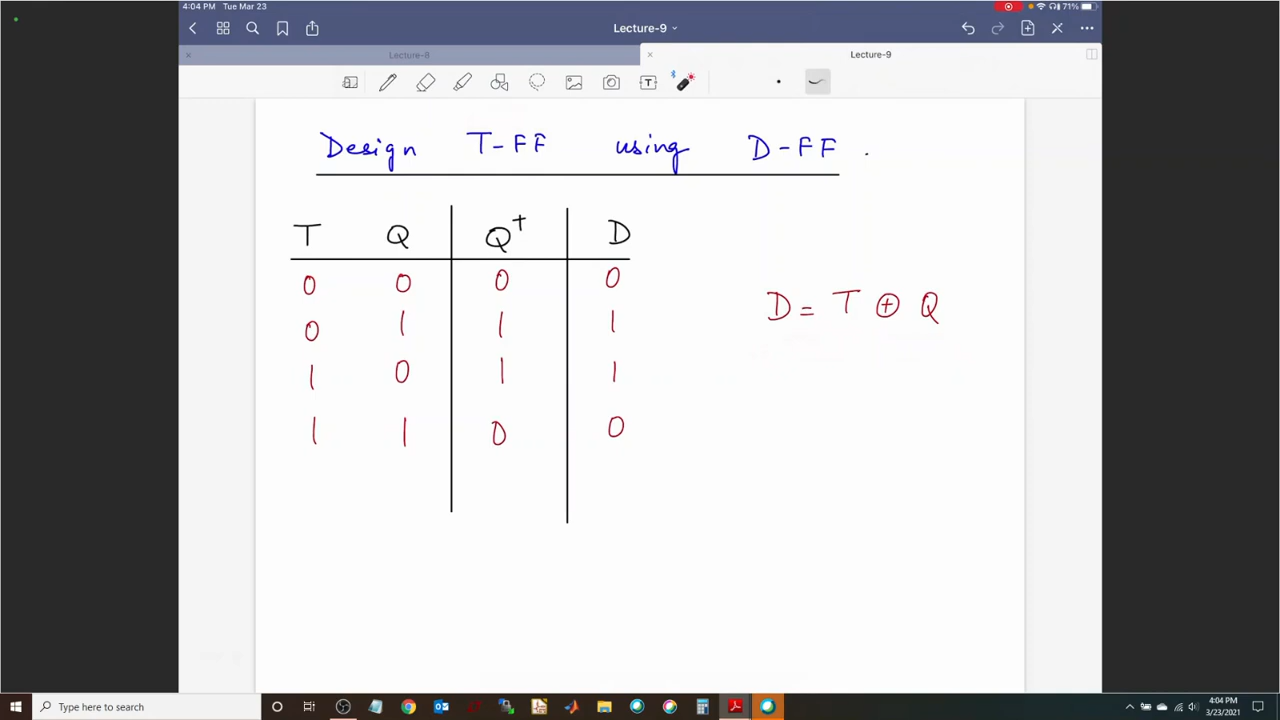 4:04 PM Tue Mar 23
71%
Lecture-9
Lecture-8
Lecture-9
Design T-FF using D-FF.
T Q Q+ D
0 0 0 0
0 1 1 1
1 0 1 1
1 1 0 0
D = T ⊕ Q
Type here to search
4:04 PM
3/23/2021